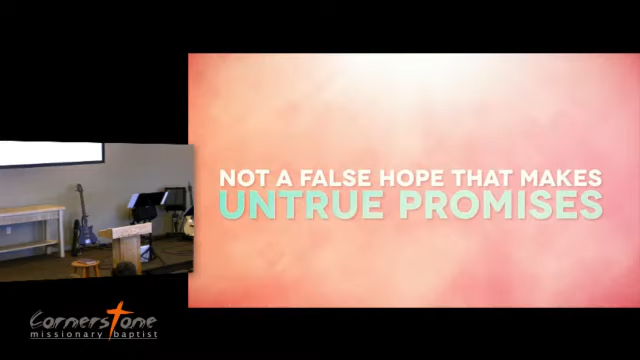 NOT A FALSE HOPE THAT MAKES
UNTRUE PROMISES
Cornerstone
missionary baptist